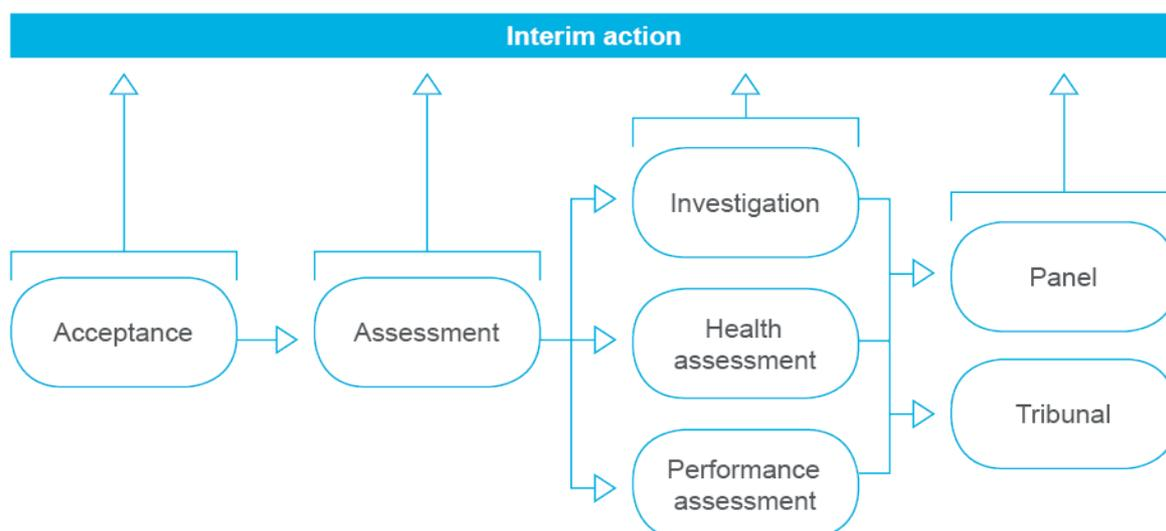 Interim action
Acceptance
Assessment
Investigation
Health
assessment
Performance
assessment
Panel
Tribunal